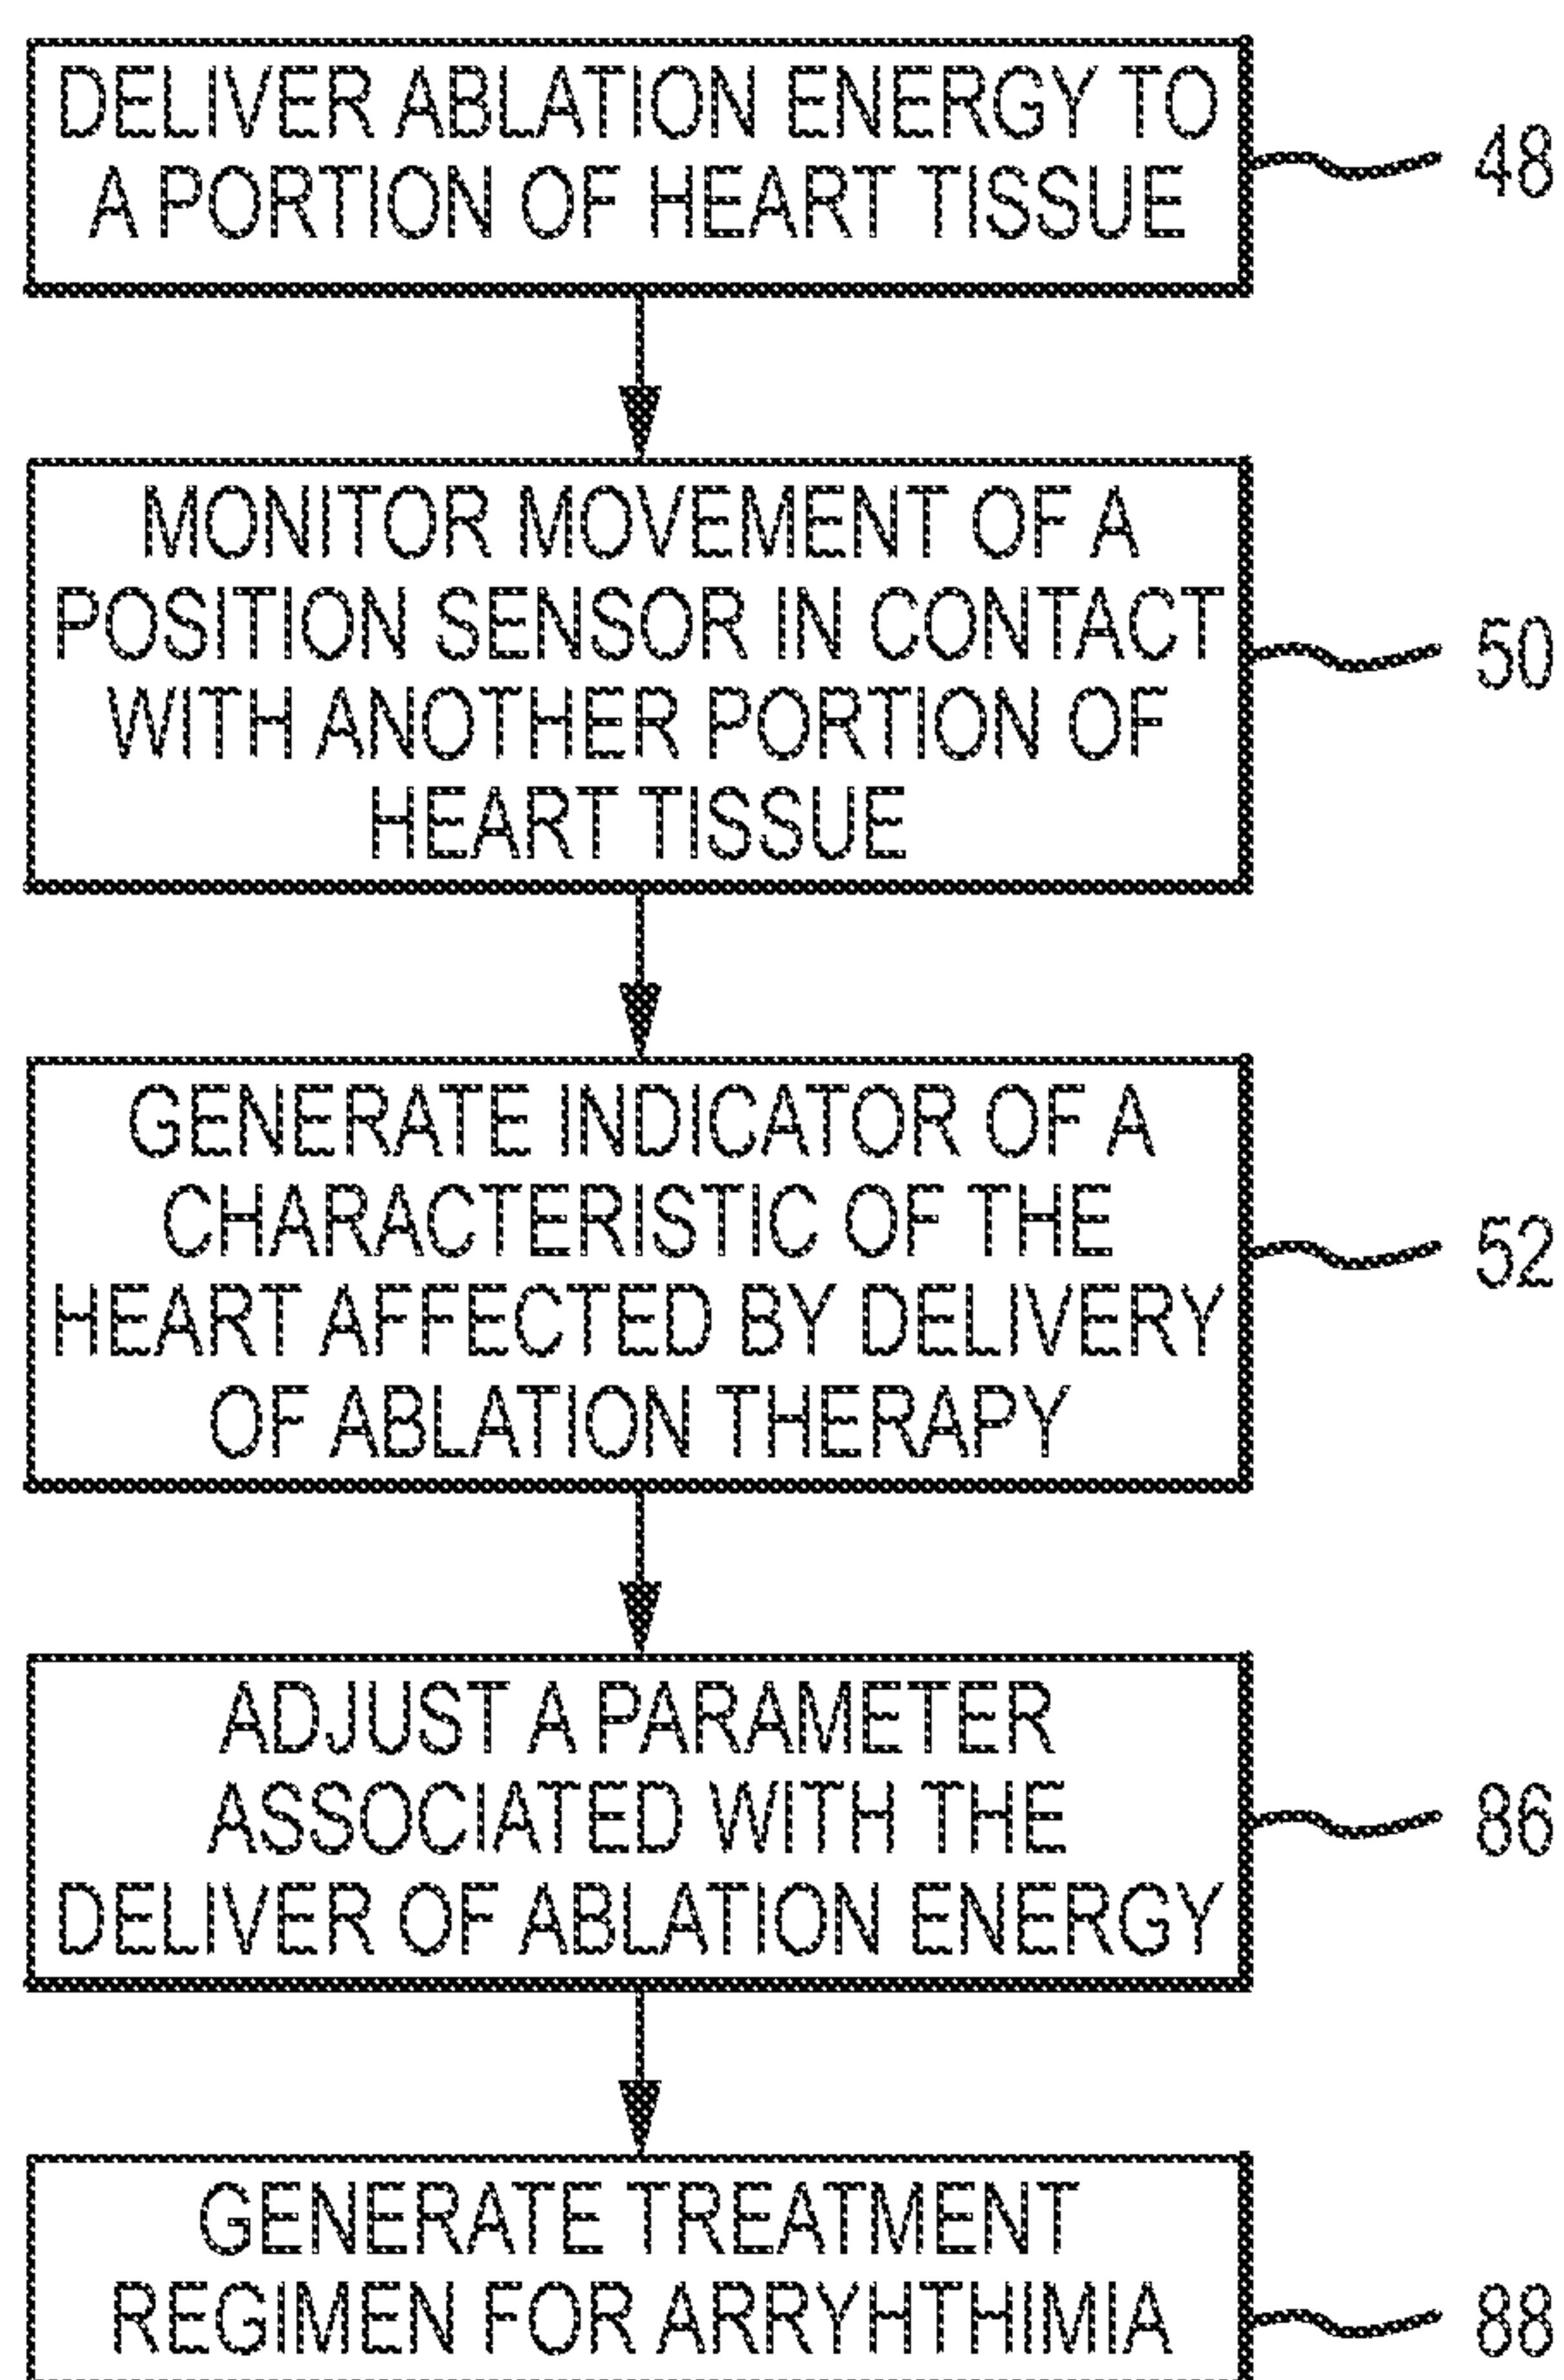 DELIVER ABLATION ENERGY TO
A PORTION OF HEART TISSUE
48
MONITOR MOVEMENT OF A
POSITION SENSOR IN CONTACT
WITH ANOTHER PORTION OF
HEART TISSUE
50
GENERATE INDICATOR OF A
CHARACTERISTIC OF THE
HEART AFFECTED BY DELIVERY
OF ABLATION THERAPY
52
ADJUST A PARAMETER
ASSOCIATED WITH THE
DELIVER OF ABLATION ENERGY
86
GENERATE TREATMENT
REGIMEN FOR ARRYHTHIMIA
88